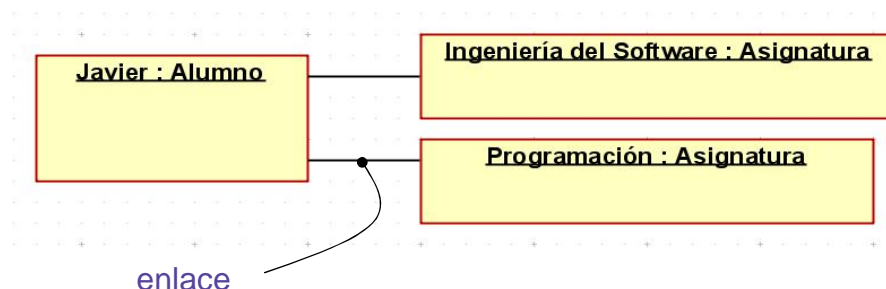 Javier : Alumno
Ingeniería del Software : Asignatura
Programación : Asignatura
enlace